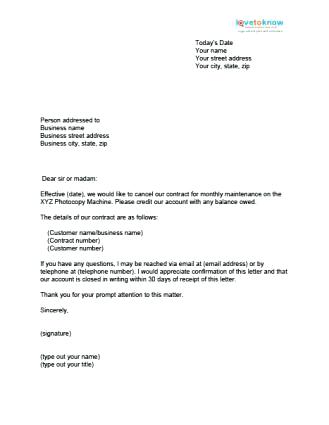 lovetoknow
Today's Date
Your name
Your street address
Your city, state, zip
Person addressed to
Business name
Business street address
Business city, state, zip
Dear sir or madam:
Effective (date), we would like to cancel our contract for monthly maintenance on the
XYZ Photocopy Machine. Please credit our account with any balance owed.
The details of our contract are as follows:
(Customer name/business name)
(Contract number)
(Customer number)
If you have any questions, I may be reached via email at (email address) or by
telephone at (telephone number). I would appreciate confirmation of this letter and that
our account is closed in writing within 30 days of receipt of this letter.
Thank you for your prompt attention to this matter.
Sincerely,
(signature)
(type out your name)
(type out your title)